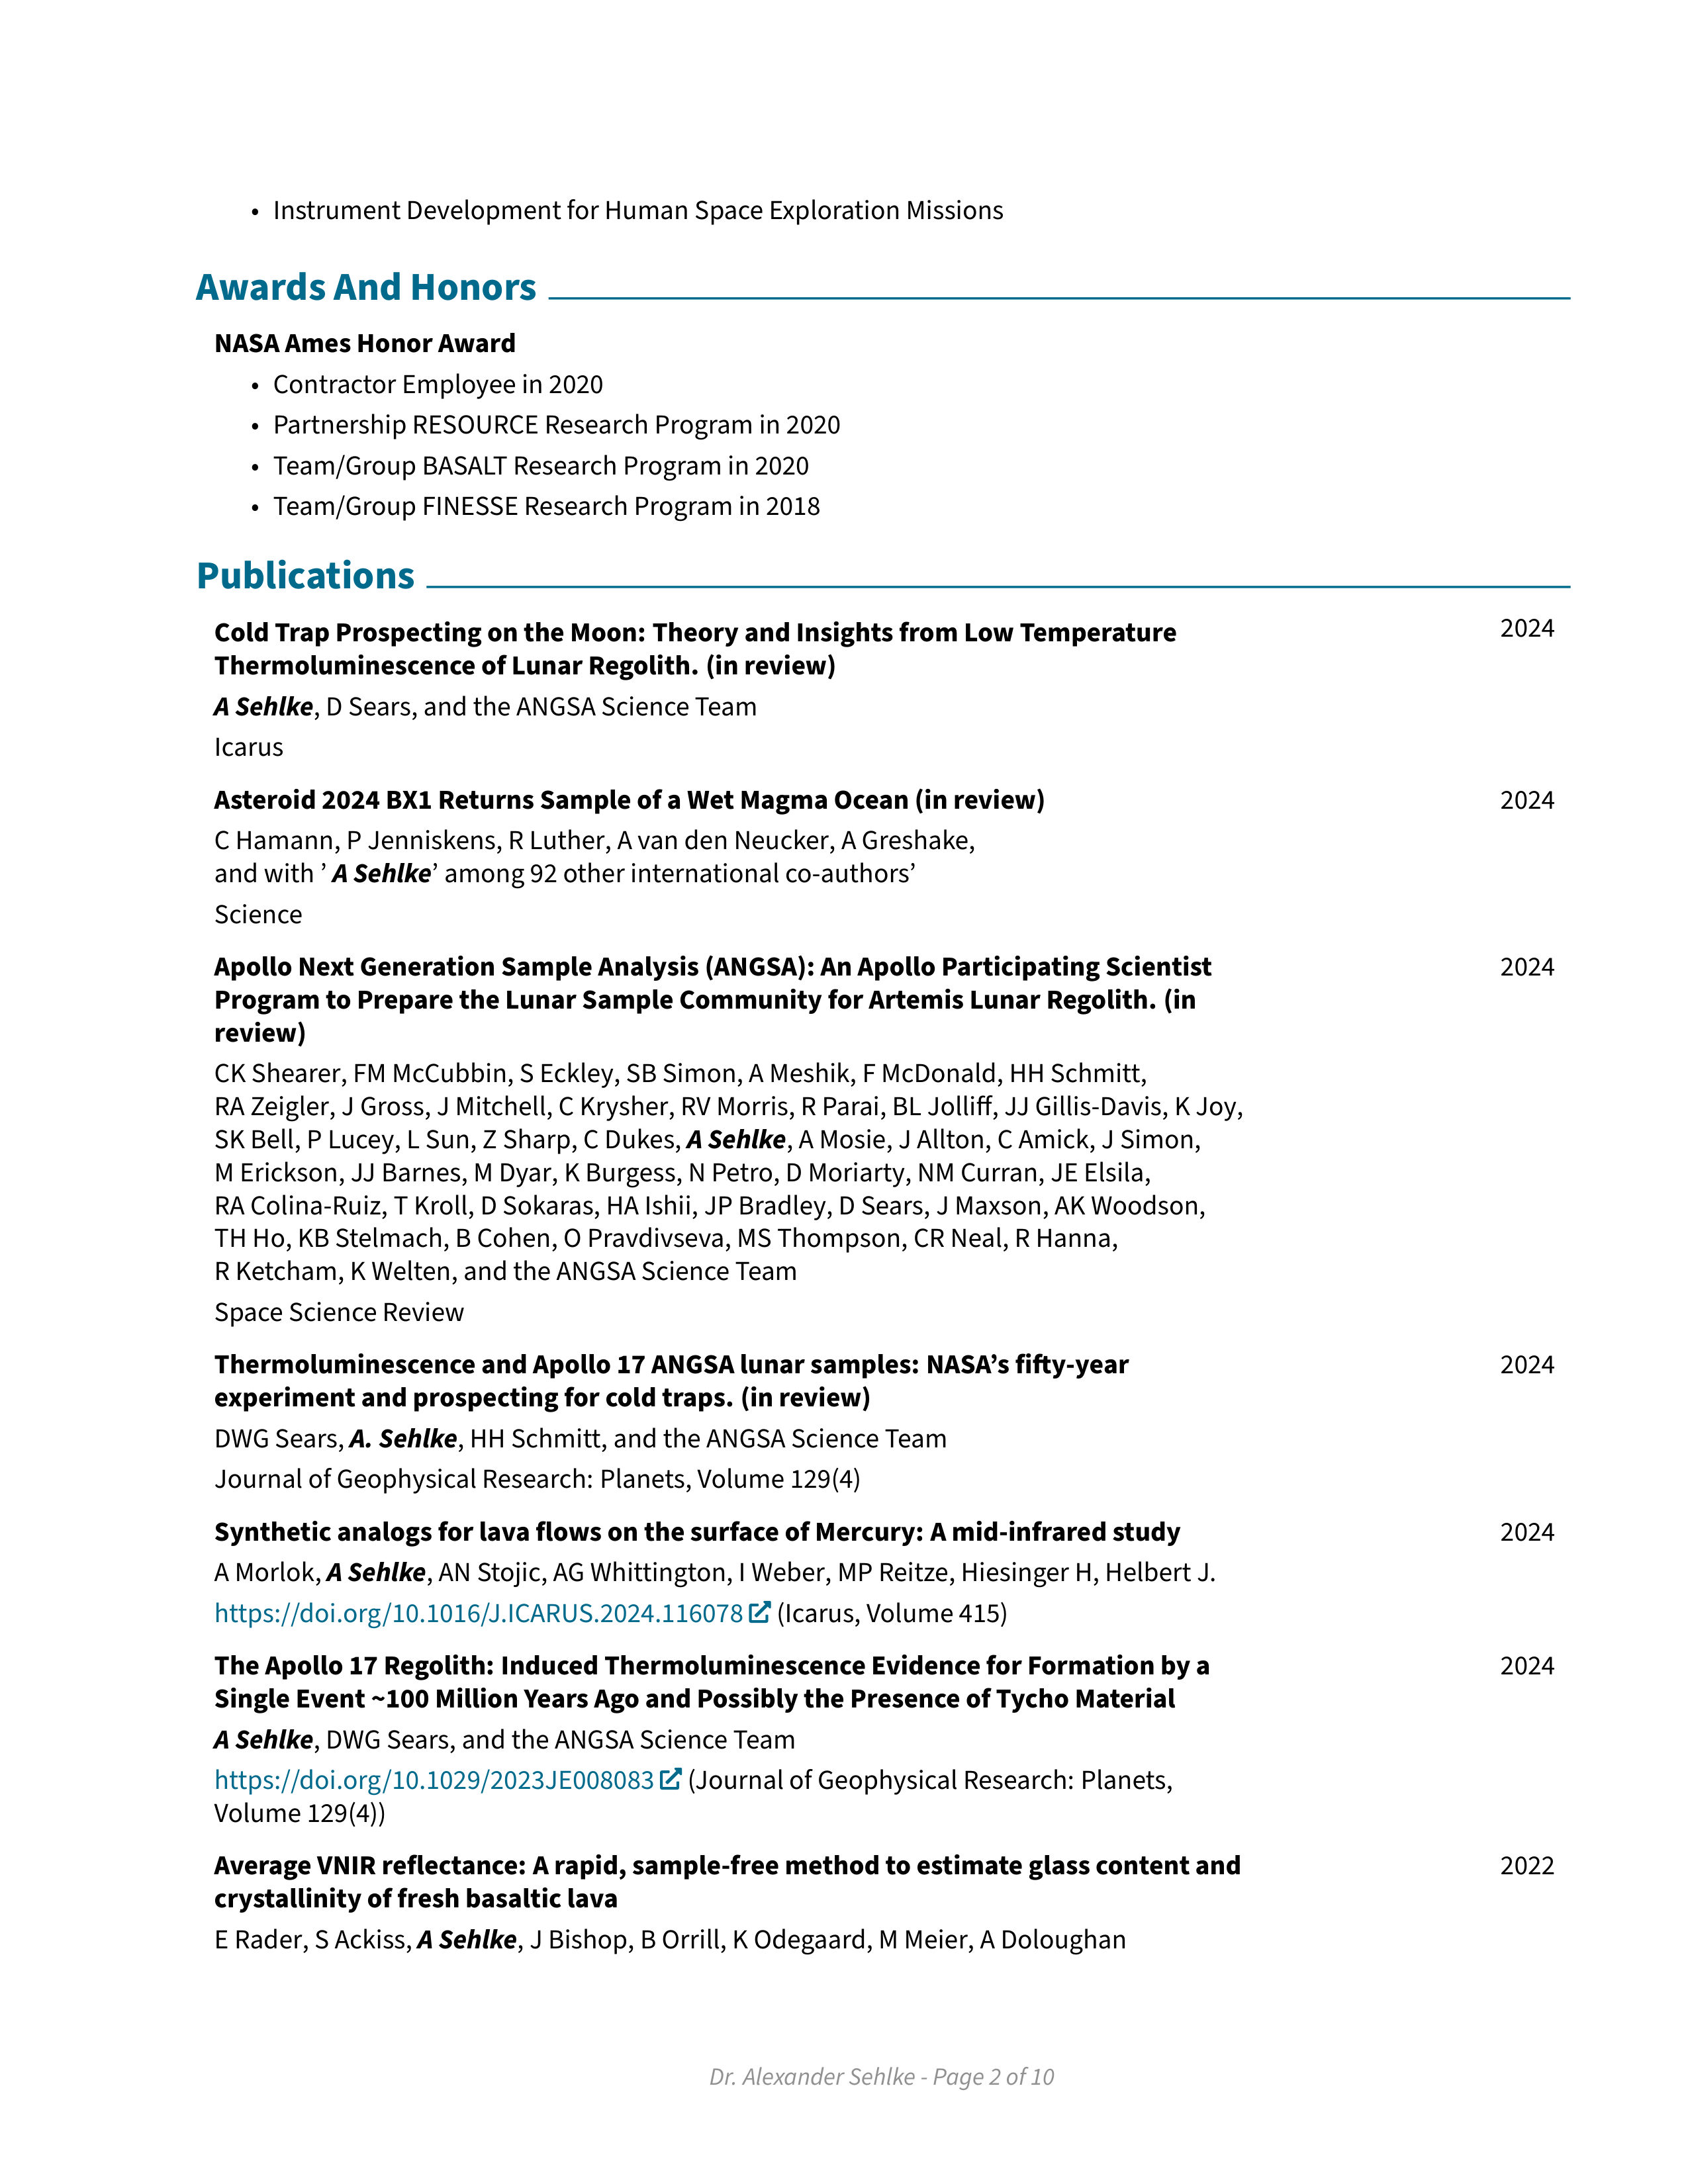 • Instrument Development for Human Space Exploration Missions
Awards And Honors
NASA Ames Honor Award
• Contractor Employee in 2020
• Partnership RESOURCE Research Program in 2020
• Team/Group BASALT Research Program in 2020
• Team/Group FINESSE Research Program in 2018
Publications
Cold Trap Prospecting on the Moon: Theory and Insights from Low Temperature 2024
Thermoluminescence of Lunar Regolith. (in review)
A Sehlke, D Sears, and the ANGSA Science Team
Icarus
Asteroid 2024 BX1 Returns Sample of a Wet Magma Ocean (in review) 2024
C Hamann, P Jenniskens, R Luther, A van den Neucker, A Greshake,
and with ’ A Sehlke’ among 92 other international co-authors’
Science
Apollo Next Generation Sample Analysis (ANGSA): An Apollo Participating Scientist 2024
Program to Prepare the Lunar Sample Community for Artemis Lunar Regolith. (in
review)
CK Shearer, FM McCubbin, S Eckley, SB Simon, A Meshik, F McDonald, HH Schmitt,
RA Zeigler, J Gross, J Mitchell, C Krysher, RV Morris, R Parai, BL Jolliff, JJ Gillis-Davis, K Joy,
SK Bell, P Lucey, L Sun, Z Sharp, C Dukes, A Sehlke, A Mosie, J Allton, C Amick, J Simon,
M Erickson, JJ Barnes, M Dyar, K Burgess, N Petro, D Moriarty, NM Curran, JE Elsila,
RA Colina-Ruiz, T Kroll, D Sokaras, HA Ishii, JP Bradley, D Sears, J Maxson, AK Woodson,
TH Ho, KB Stelmach, B Cohen, O Pravdivseva, MS Thompson, CR Neal, R Hanna,
R Ketcham, K Welten, and the ANGSA Science Team
Space Science Review
Thermoluminescence and Apollo 17 ANGSA lunar samples: NASA’s fifty-year 2024
experiment and prospecting for cold traps. (in review)
DWG Sears, A. Sehlke, HH Schmitt, and the ANGSA Science Team
Journal of Geophysical Research: Planets, Volume 129(4)
Synthetic analogs for lava flows on the surface of Mercury: A mid-infrared study 2024
A Morlok, A Sehlke, AN Stojic, AG Whittington, I Weber, MP Reitze, Hiesinger H, Helbert J.
https://doi.org/10.1016/J.ICARUS.2024.116078 (Icarus, Volume 415)
The Apollo 17 Regolith: Induced Thermoluminescence Evidence for Formation by a 2024
Single Event ~100 Million Years Ago and Possibly the Presence of Tycho Material
A Sehlke, DWG Sears, and the ANGSA Science Team
https://doi.org/10.1029/2023JE008083 (Journal of Geophysical Research: Planets,
Volume 129(4))
Average VNIR reflectance: A rapid, sample-free method to estimate glass content and 2022
crystallinity of fresh basaltic lava
E Rader, S Ackiss, A Sehlke, J Bishop, B Orrill, K Odegaard, M Meier, A Doloughan
Dr. Alexander Sehlke - Page 2 of 10